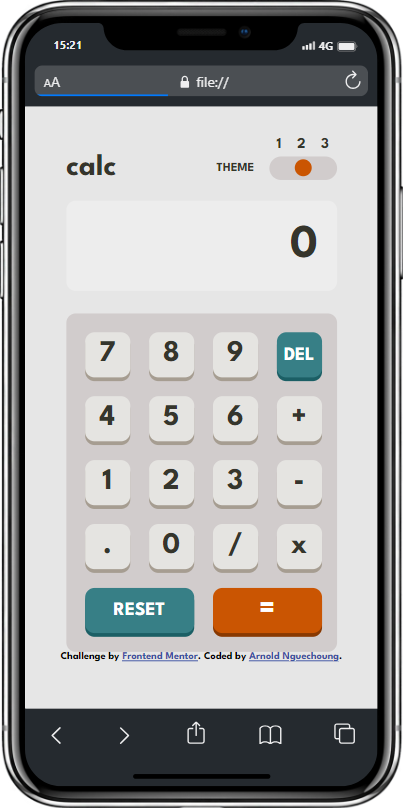 15:21 4G
AA file://
1 2 3
calc THEME
0
7 8 9 DEL
4 5 6 +
1 2 3 -
. 0 / x
RESET =
Challenge by Frontend Mentor. Coded by Arnold Nguechoung.